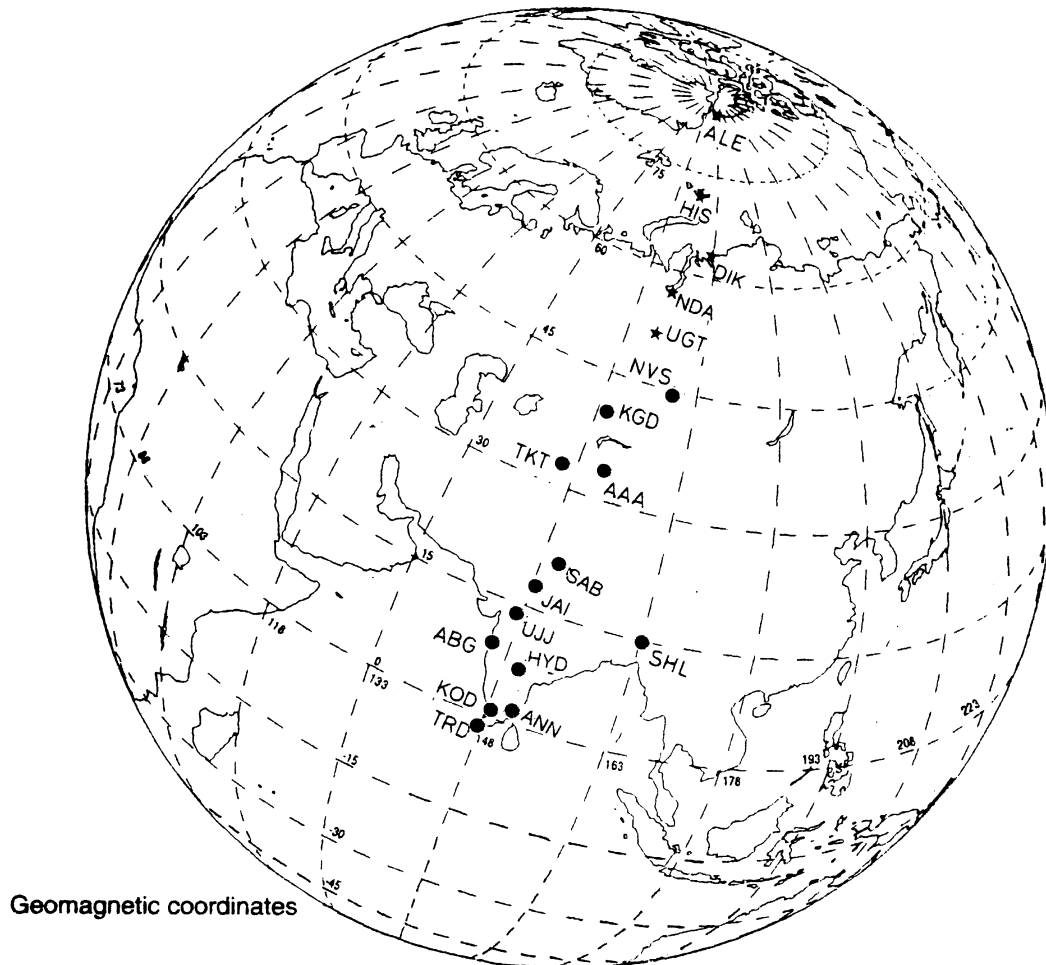 ALE
75
HIS
60
DIK
NDA
45
UGT
NVS
KGD
30
TKT
AAA
103
15
SAB
JAI
118
UJJ
ABG
SHL
HYD
0
133
KOD
ANN
223
TRD
148
208
-15
163
193
178
-30
-45
Geomagnetic coordinates